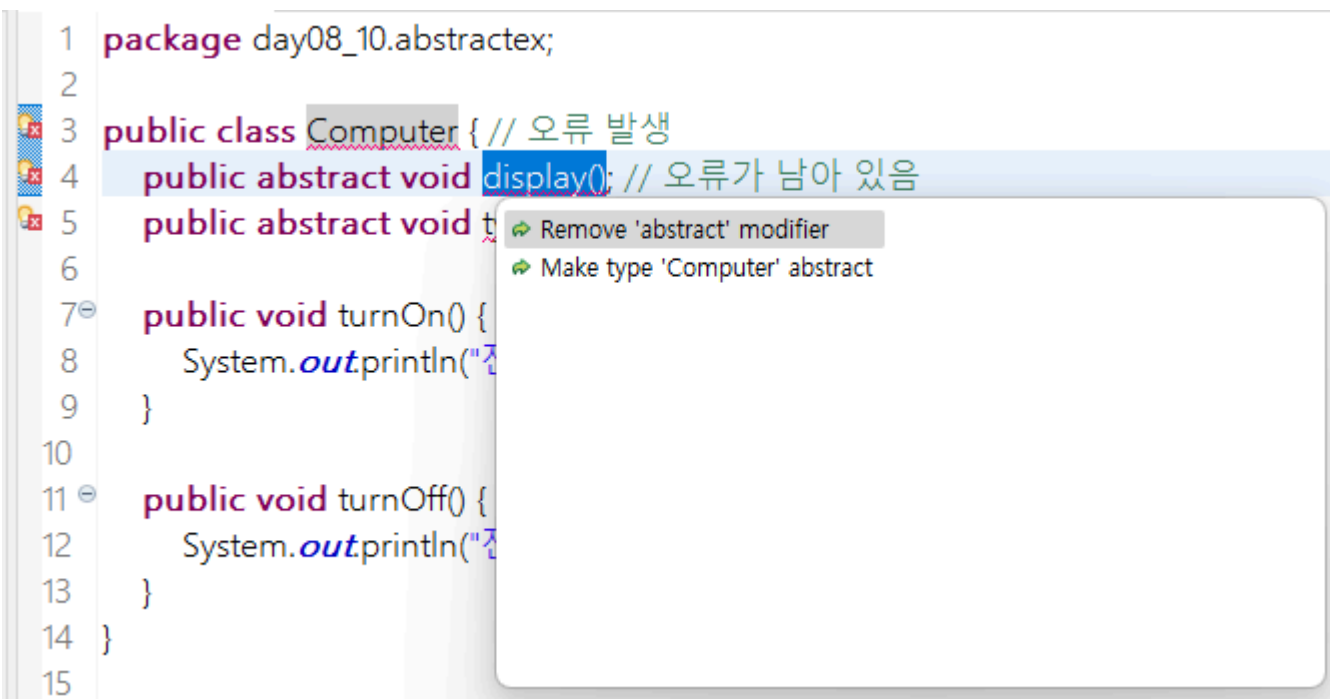 1 package day08_10.abstractex;
2
3 public class Computer { // 오류 발생
4 public abstract void display(); // 오류가 남아 있음
5 public abstract void
Remove 'abstract' modifier
Make type 'Computer' abstract
6
7 public void turnOn() {
8 System.out.println("
9 }
10
11 public void turnOff() {
12 System.out.println("
13 }
14 }
15